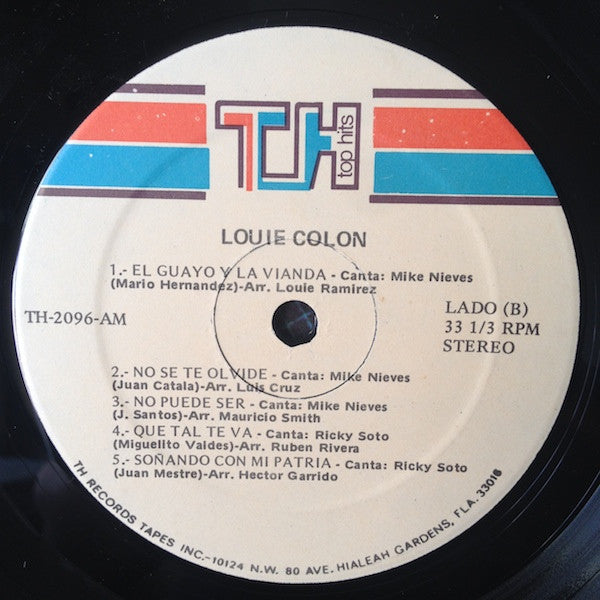 TH
top hits
LOUIE COLON
1.- EL GUAYO Y LA VIANDA - Canta: Mike Nieves
(Mario Hernandez)-Arr. Louie Ramirez
TH-2096-AM
LADO (B)
33 1/3 RPM
STEREO
2.- NO SE TE OLVIDE - Canta: Mike Nieves
(Juan Catala)-Arr. Luis Cruz
3.- NO PUEDE SER - Canta: Mike Nieves
(J. Santos)-Arr. Mauricio Smith
4.- QUE TAL TE VA - Canta: Ricky Soto
(Miguelito Valdes)-Arr. Ruben Rivera
5.- SOÑANDO CON MI PATRIA - Canta: Ricky Soto
(Juan Mestre)-Arr. Hector Garrido
TH RECORDS TAPES INC.-10124 N.W. 80 AVE. HIALEAH GARDENS, FLA. 33016